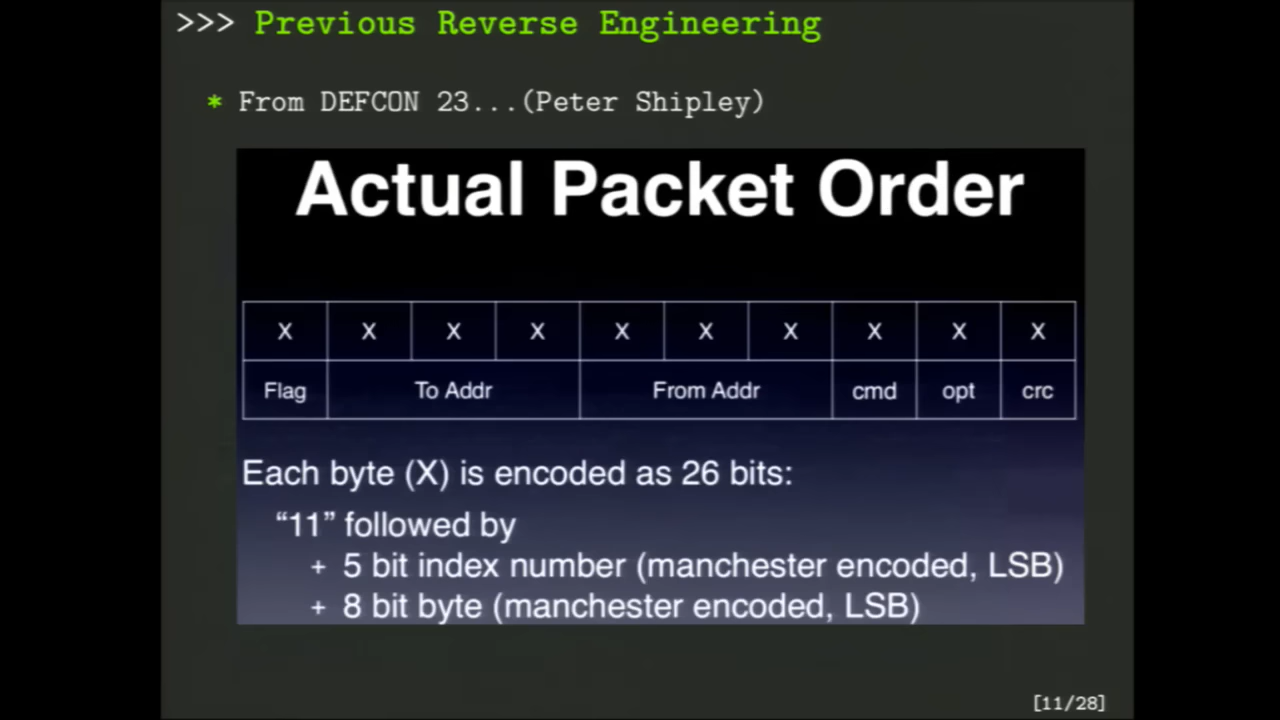 >>> Previous Reverse Engineering
* From DEFCON 23...(Peter Shipley)
Actual Packet Order
X X X X X X X X X X
Flag To Addr From Addr cmd opt crc
Each byte (X) is encoded as 26 bits:
“11” followed by
+ 5 bit index number (manchester encoded, LSB)
+ 8 bit byte (manchester encoded, LSB)
[11/28]